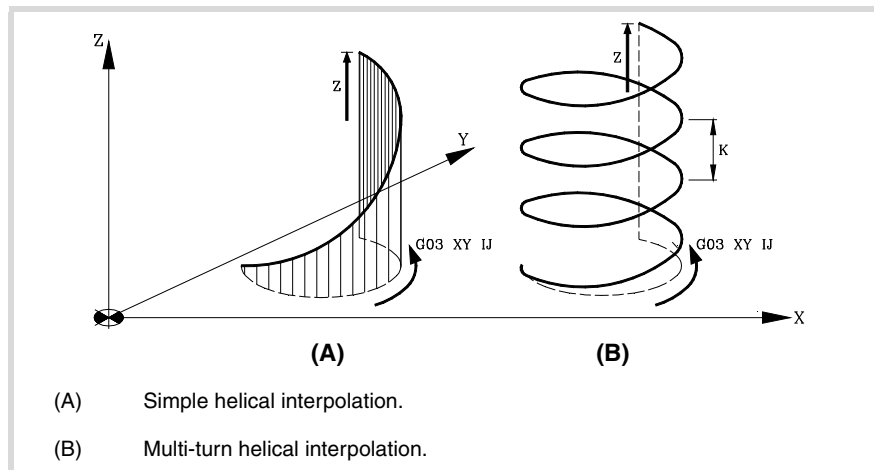 Z
Z
Z
Y
K
G03 XY IJ
G03 XY IJ
X
(A)
(B)
(A) Simple helical interpolation.
(B) Multi-turn helical interpolation.